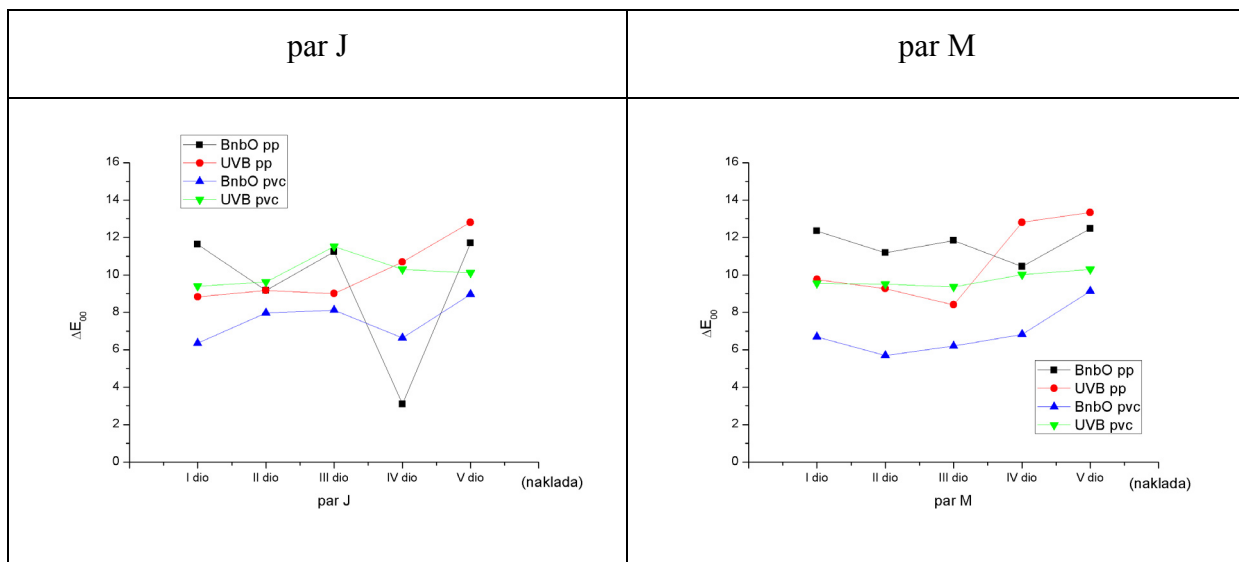 par J
par M
BnbO pp
UVB pp
BnbO pvc
UVB pvc
16
14
12
10
8
6
4
2
0
ΔE₀₀
I dio II dio III dio IV dio V dio
(naklada)
par J
16
14
12
10
8
6
4
2
0
ΔE₀₀
BnbO pp
UVB pp
BnbO pvc
UVB pvc
I dio II dio III dio IV dio V dio
(naklada)
par M